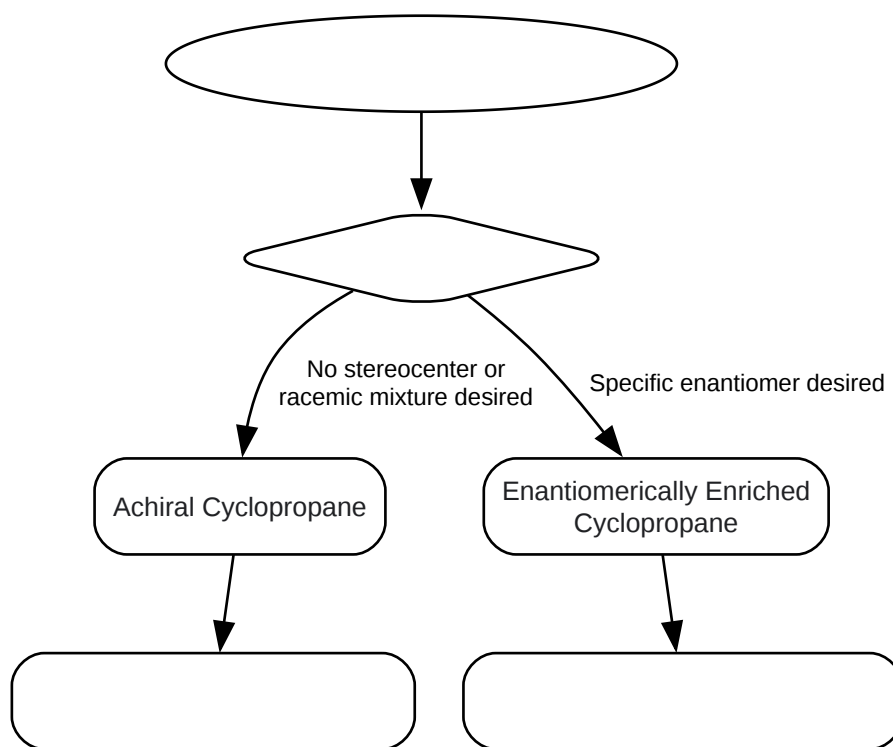 No stereocenter or
racemic mixture desired
Specific enantiomer desired
Achiral Cyclopropane
Enantiomerically Enriched
Cyclopropane